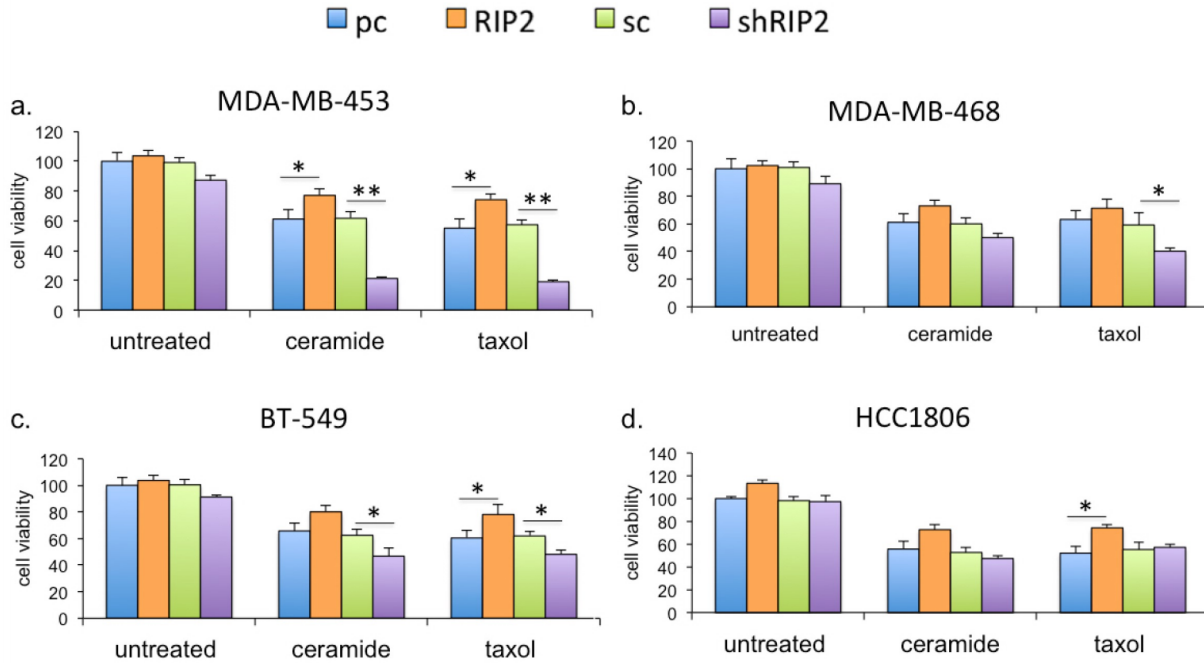 pc RIP2 sc shRIP2
a. MDA-MB-453
cell viability
120
100
80
60
40
20
0
* ** * **
untreated ceramide taxol
b. MDA-MB-468
cell viability
120
100
80
60
40
20
0
*
untreated ceramide taxol
c. BT-549
cell viability
120
100
80
60
40
20
0
* * *
untreated ceramide taxol
d. HCC1806
cell viability
140
120
100
80
60
40
20
0
*
untreated ceramide taxol